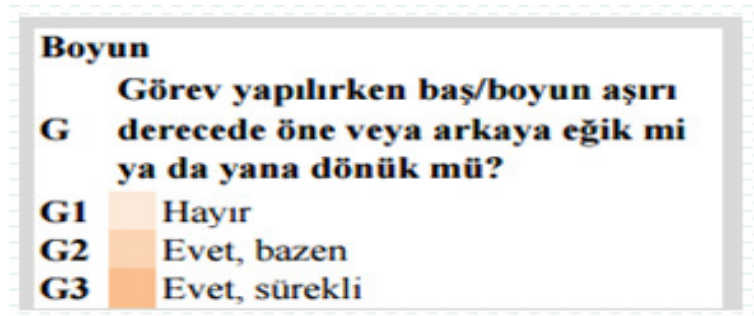 Boyun
Görev yapılırken baş/boyun aşırı
G derecede öne veya arkaya eğik mi
ya da yana dönük mü?
G1 Hayır
G2 Evet, bazen
G3 Evet, sürekli